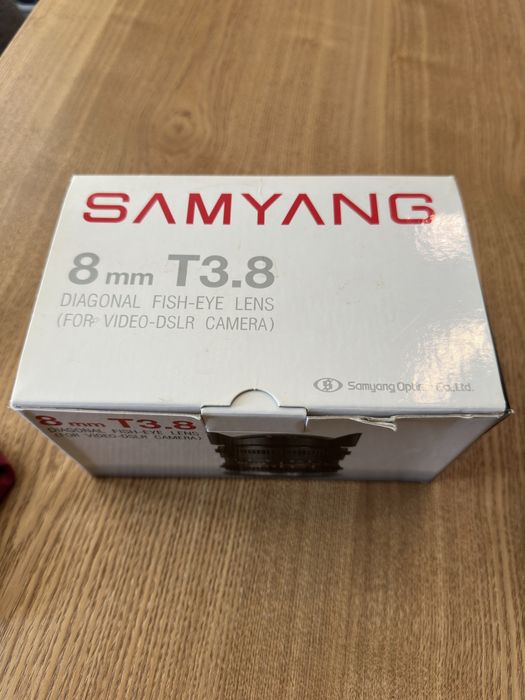 SAMYANG
8 mm T3.8
DIAGONAL FISH-EYE LENS
(FOR VIDEO-DSLR CAMERA)
Samyang Optics Co.,Ltd.
8 mm T3.8
DIAGONAL FISH-EYE LENS
(FOR VIDEO-DSLR CAMERA)